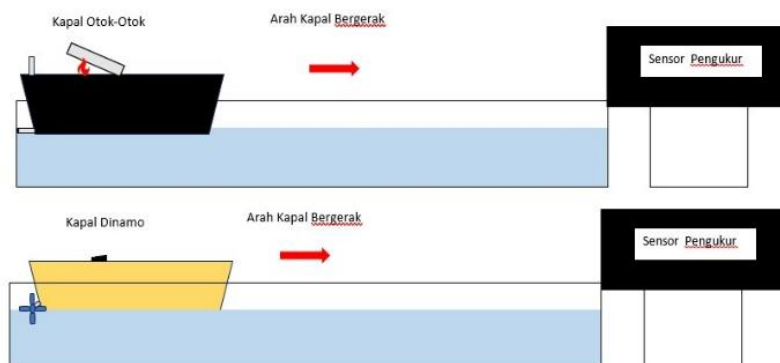 Kapal Otok-Otok
Arah Kapal Bergerak
Sensor Pengukur
Kapal Dinamo
Arah Kapal Bergerak
Sensor Pengukur